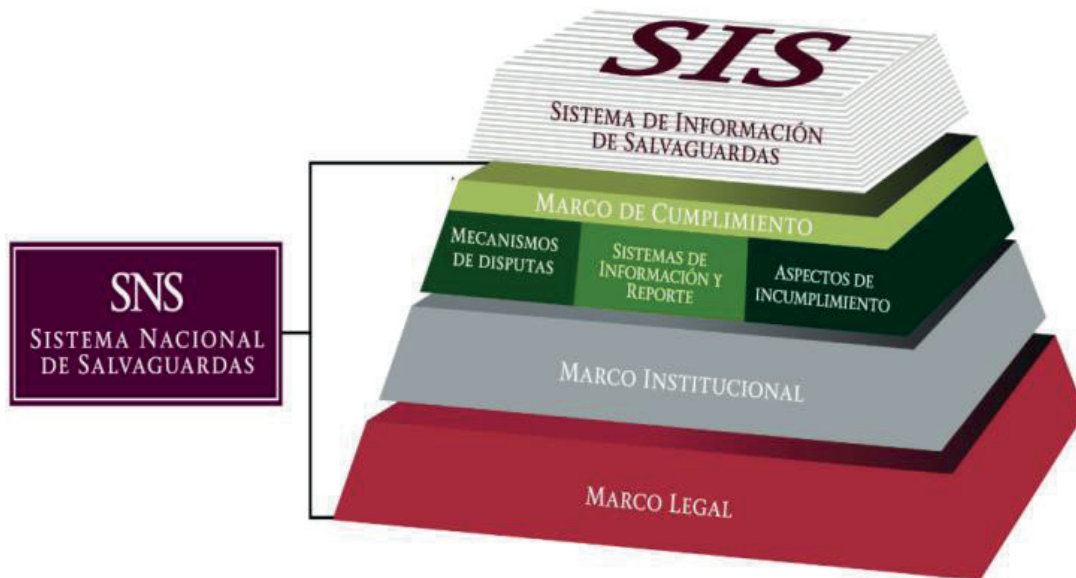 SIS
SISTEMA DE INFORMACIÓN
DE SALVAGUARDAS
MARCO DE CUMPLIMIENTO
MECANISMOS
DE DISPUTAS
SISTEMAS DE
INFORMACIÓN Y
REPORTE
ASPECTOS DE
INCUMPLIMIENTO
SNS
SISTEMA NACIONAL
DE SALVAGUARDAS
MARCO INSTITUCIONAL
MARCO LEGAL